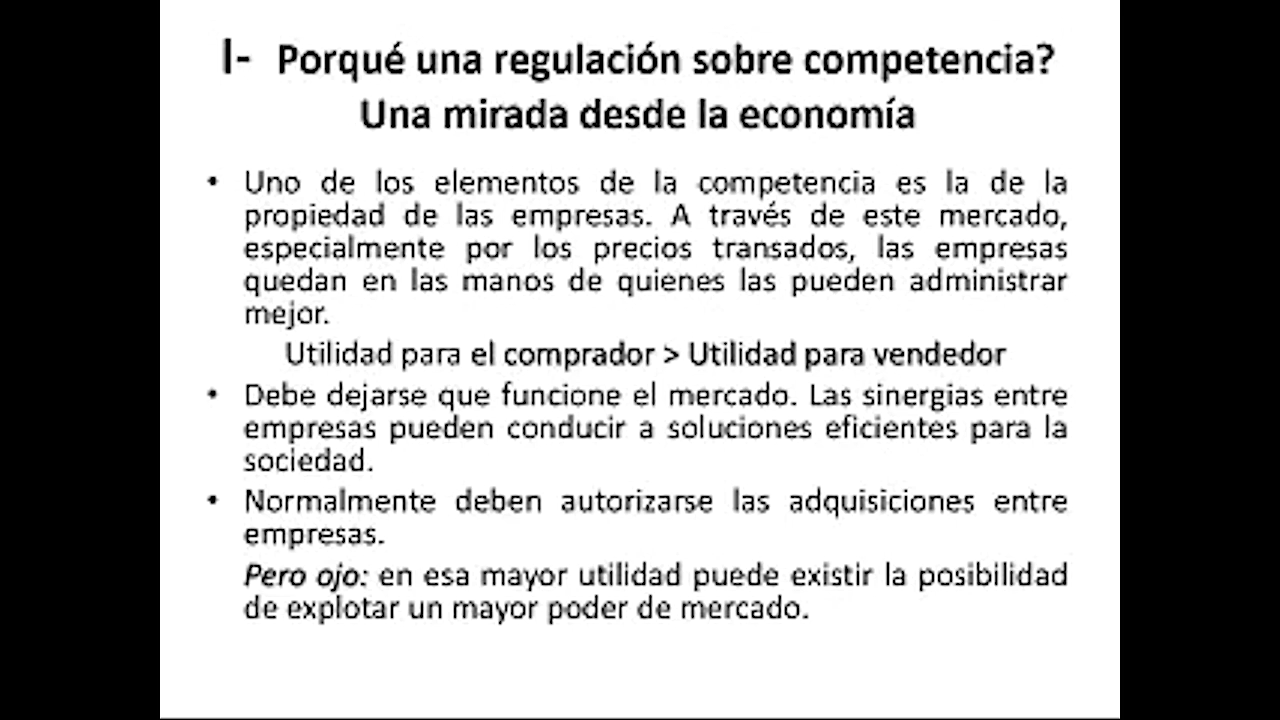 I- Porqué una regulación sobre competencia?
Una mirada desde la economía
• Uno de los elementos de la competencia es la de la
propiedad de las empresas. A través de este mercado,
especialmente por los precios transados, las empresas
quedan en las manos de quienes las pueden administrar
mejor.
Utilidad para el comprador > Utilidad para vendedor
• Debe dejarse que funcione el mercado. Las sinergias entre
empresas pueden conducir a soluciones eficientes para la
sociedad.
• Normalmente deben autorizarse las adquisiciones entre
empresas.
Pero ojo: en esa mayor utilidad puede existir la posibilidad
de explotar un mayor poder de mercado.